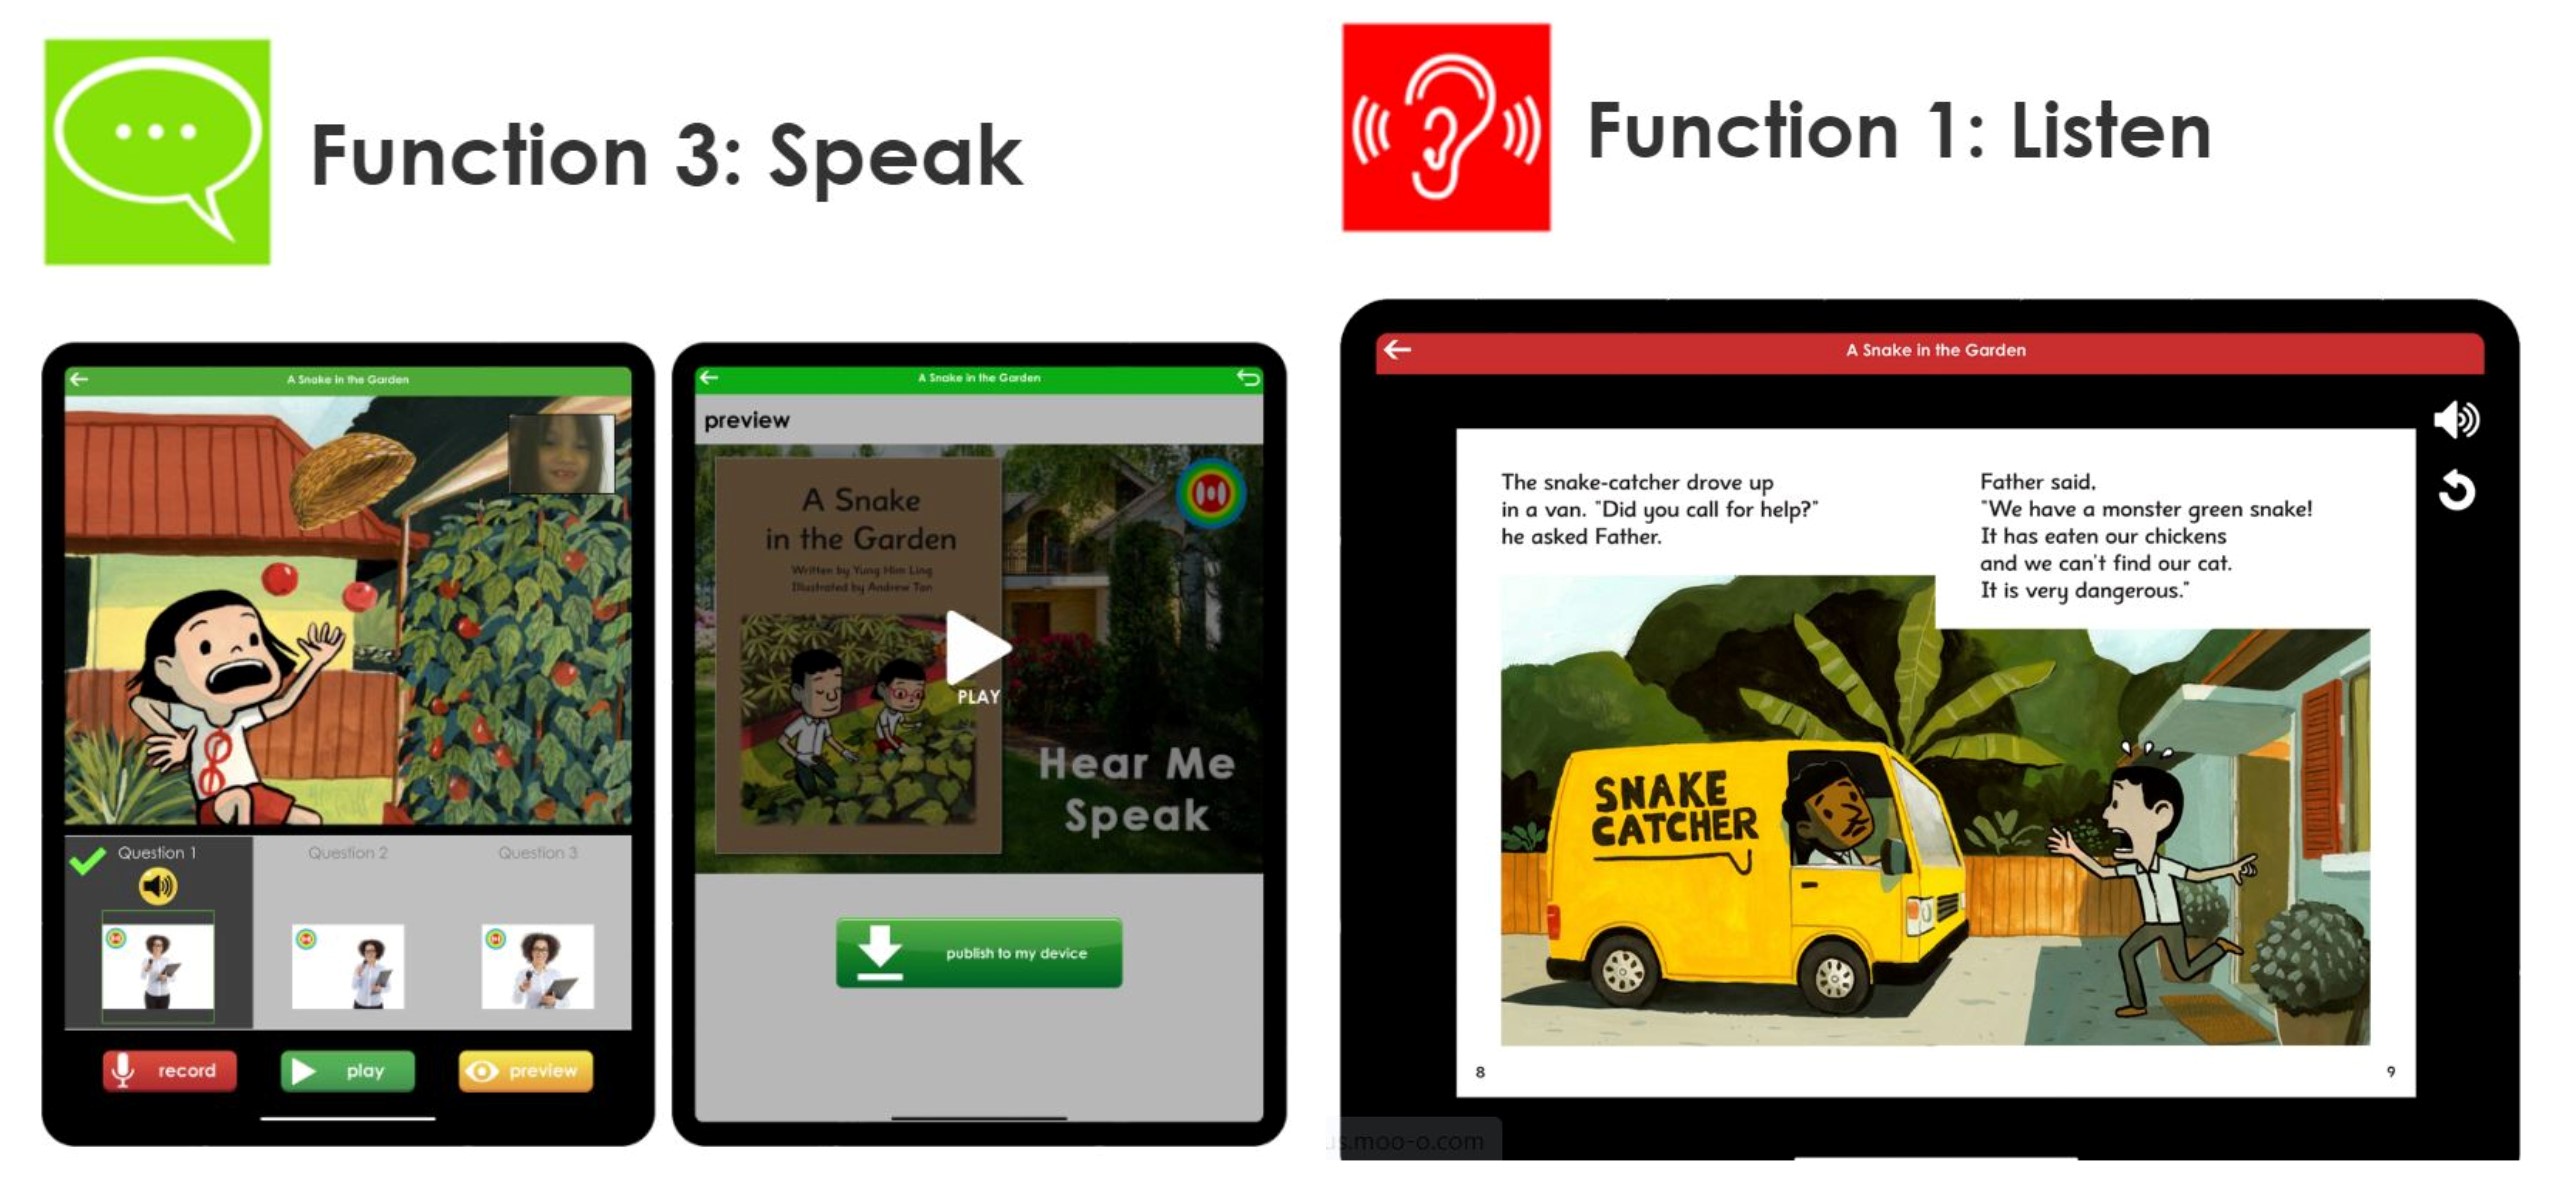 Function 3: Speak
A Snake in the Garden
Question 1
Question 2
Question 3
record
play
preview
A Snake in the Garden
preview
A Snake
in the Garden
Written by Yung Him Ling
Illustrated by Andrew Tan
PLAY
Hear Me
Speak
publish to my device
Function 1: Listen
A Snake in the Garden
The snake-catcher drove up
in a van. "Did you call for help?"
he asked Father.
Father said,
"We have a monster green snake!
It has eaten our chickens
and we can't find our cat.
It is very dangerous."
SNAKE
CATCHER
8
9
s.moo-o.com